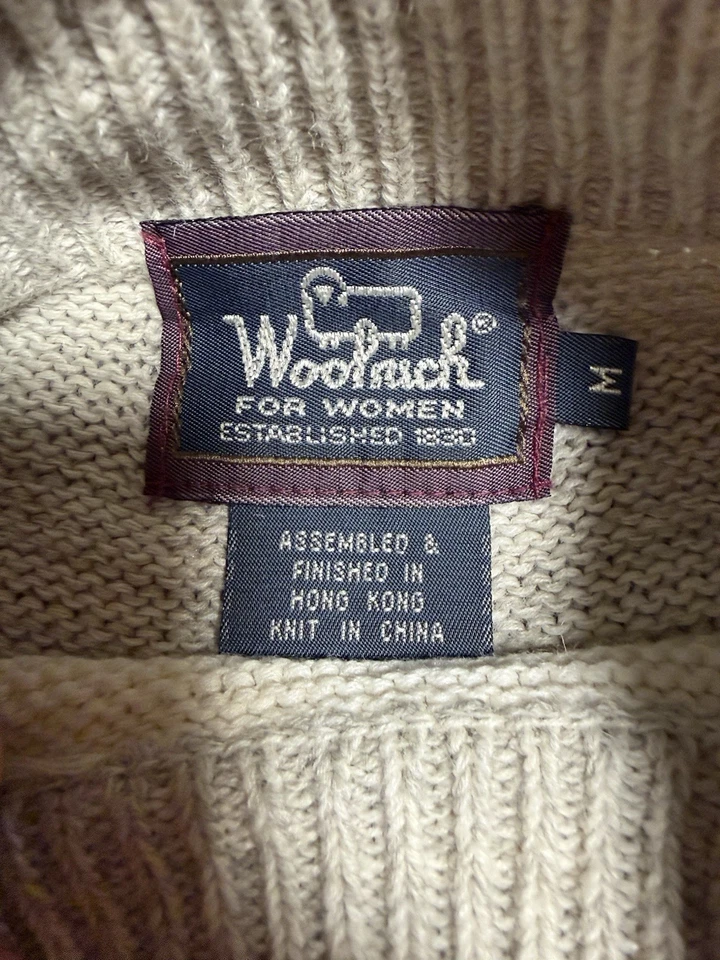 Woolrich®
FOR WOMEN
ESTABLISHED 1830
M
ASSEMBLED &
FINISHED IN
HONG KONG
KNIT IN CHINA